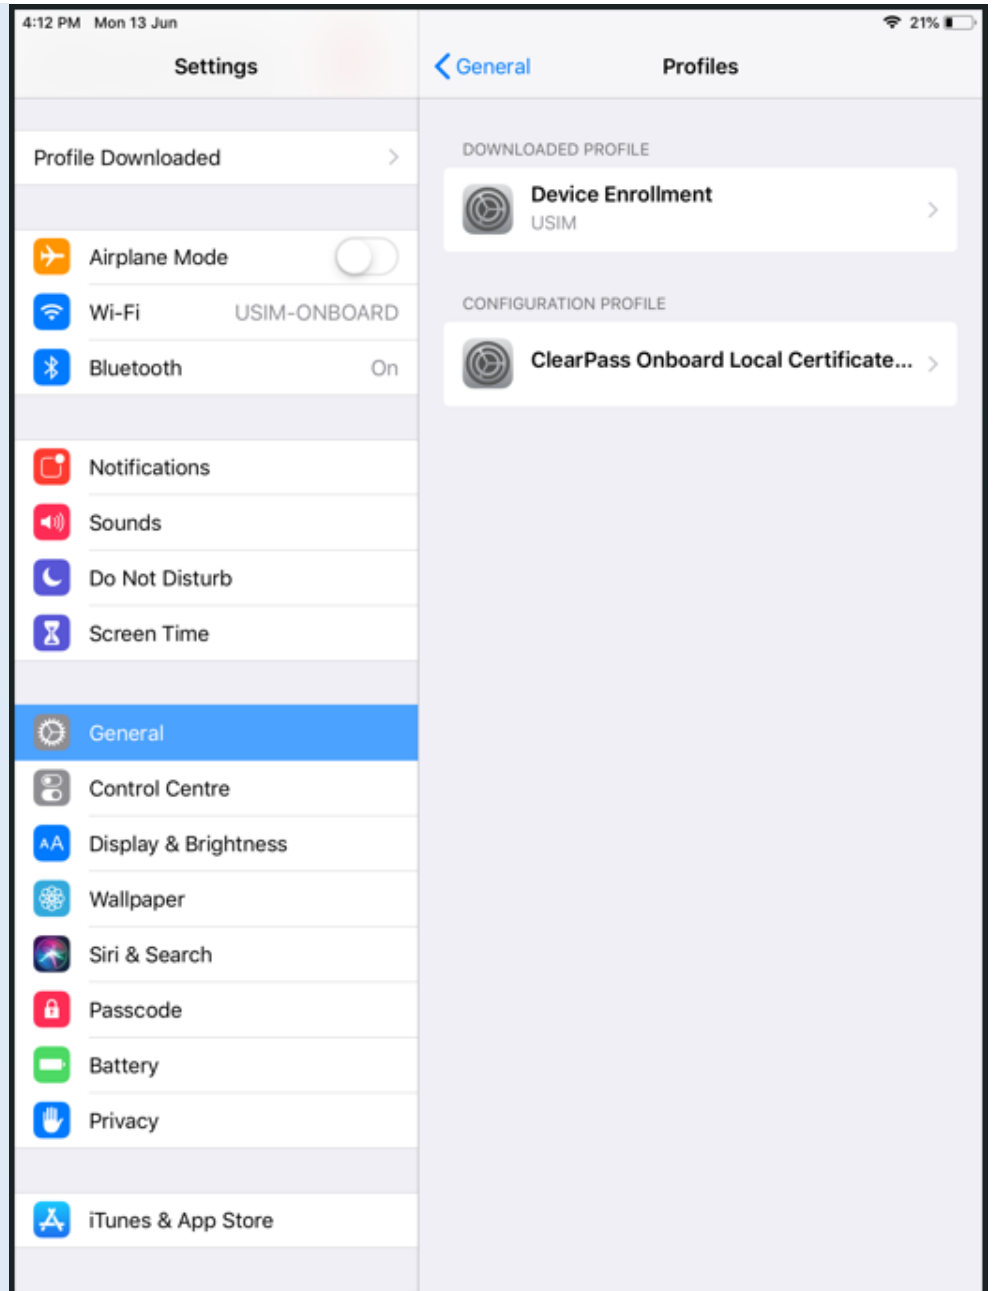 4:12 PM Mon 13 Jun
21%
Settings
General
Profiles
Profile Downloaded
Airplane Mode
Wi-Fi USIM-ONBOARD
Bluetooth On
Notifications
Sounds
Do Not Disturb
Screen Time
General
Control Centre
AA Display & Brightness
Wallpaper
Siri & Search
Passcode
Battery
Privacy
iTunes & App Store
DOWNLOADED PROFILE
Device Enrollment
USIM
CONFIGURATION PROFILE
ClearPass Onboard Local Certificate...